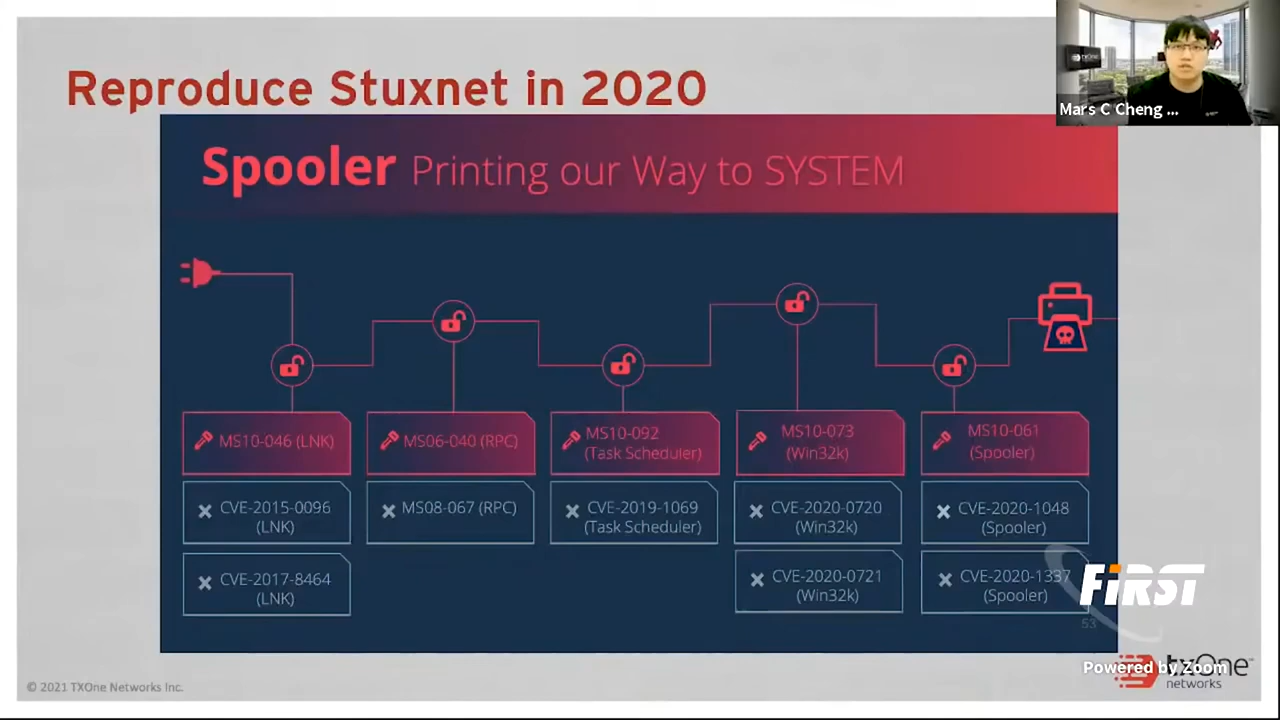 Reproduce Stuxnet in 2020
Mars C Cheng ...
Spooler Printing our Way to SYSTEM
MS10-046 (LNK)
MS06-040 (RPC)
MS10-092
(Task Scheduler)
MS10-073
(Win32k)
MS10-061
(Spooler)
CVE-2015-0096
(LNK)
MS08-067 (RPC)
CVE-2019-1069
(Task Scheduler)
CVE-2020-0720
(Win32k)
CVE-2020-1048
(Spooler)
CVE-2017-8464
(LNK)
CVE-2020-0721
(Win32k)
CVE-2020-1337
(Spooler)
FiRST
53
Powered by Zoom
txOne
networks
© 2021 TXOne Networks Inc.